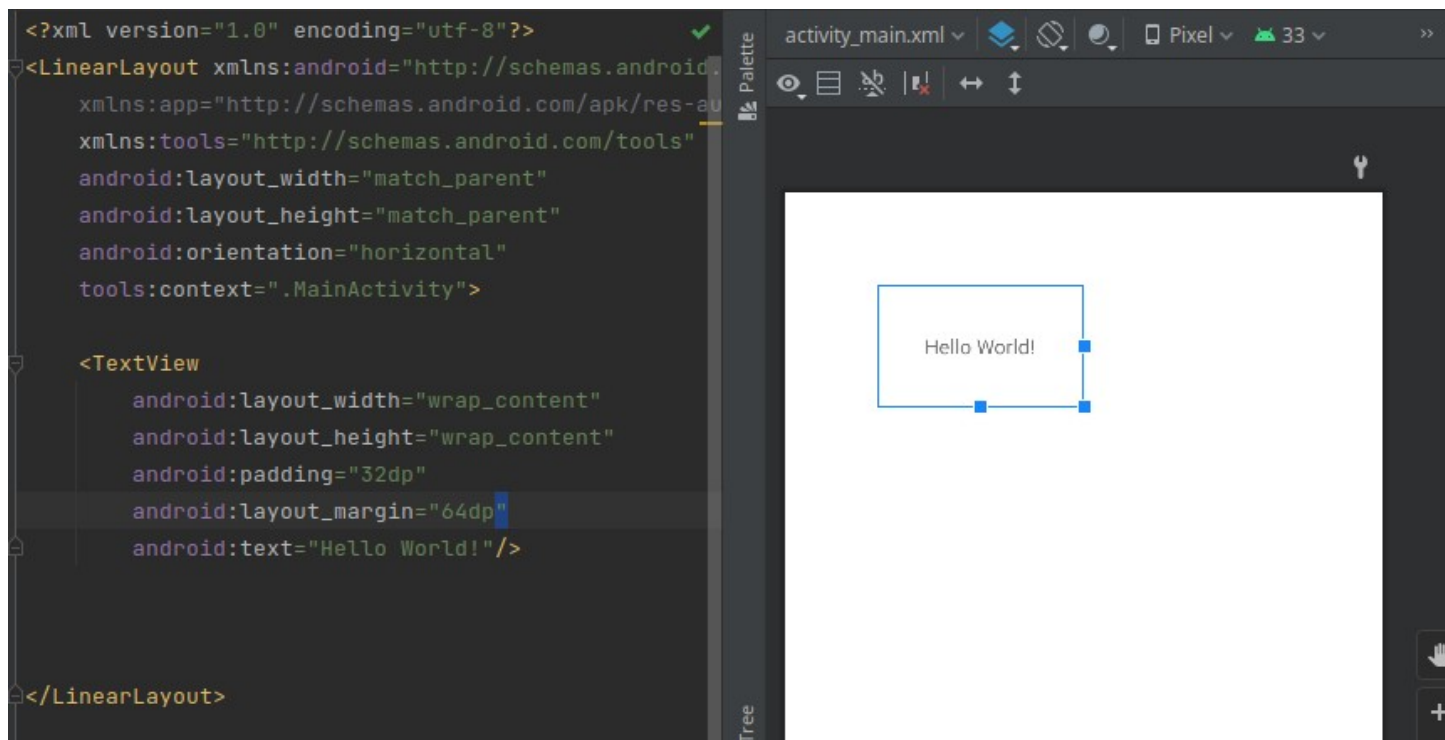 <?xml version="1.0" encoding="utf-8"?>
<LinearLayout xmlns:android="http://schemas.android.
xmlns:app="http://schemas.android.com/apk/res-au
xmlns:tools="http://schemas.android.com/tools"
android:layout_width="match_parent"
android:layout_height="match_parent"
android:orientation="horizontal"
tools:context=".MainActivity">
<TextView
android:layout_width="wrap_content"
android:layout_height="wrap_content"
android:padding="32dp"
android:layout_margin="64dp"
android:text="Hello World!"/>
</LinearLayout>
Palette
Tree
activity_main.xml Pixel 33 »
Hello World!